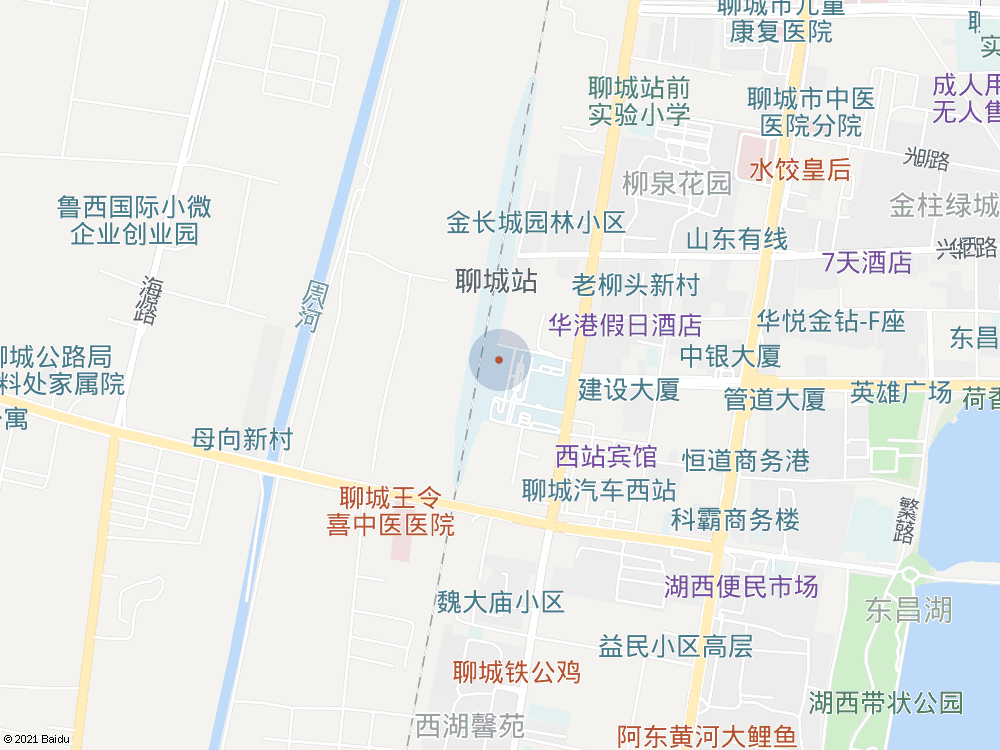 聊城市儿童
康复医院
聊城站前
实验小学
聊城市中医
医院分院
成人用
无人售
光明路
水饺皇后
柳泉花园
金柱绿城
鲁西国际小微
企业创业园
金长城园林小区
山东有线
兴华路
7天酒店
聊城站
老柳头新村
海源路
周公河
华港假日酒店
华悦金钻-F座
东昌
聊城公路局
料处家属院
中银大厦
建设大厦
管道大厦
英雄广场
荷香
寓
母向新村
西站宾馆
恒道商务港
聊城汽车西站
聊城王令
喜中医医院
科霸商务楼
湖西便民市场
魏大庙小区
东昌湖
益民小区高层
聊城铁公鸡
湖西带状公园
西湖馨苑
阿东黄河大鲤鱼
© 2021 Baidu